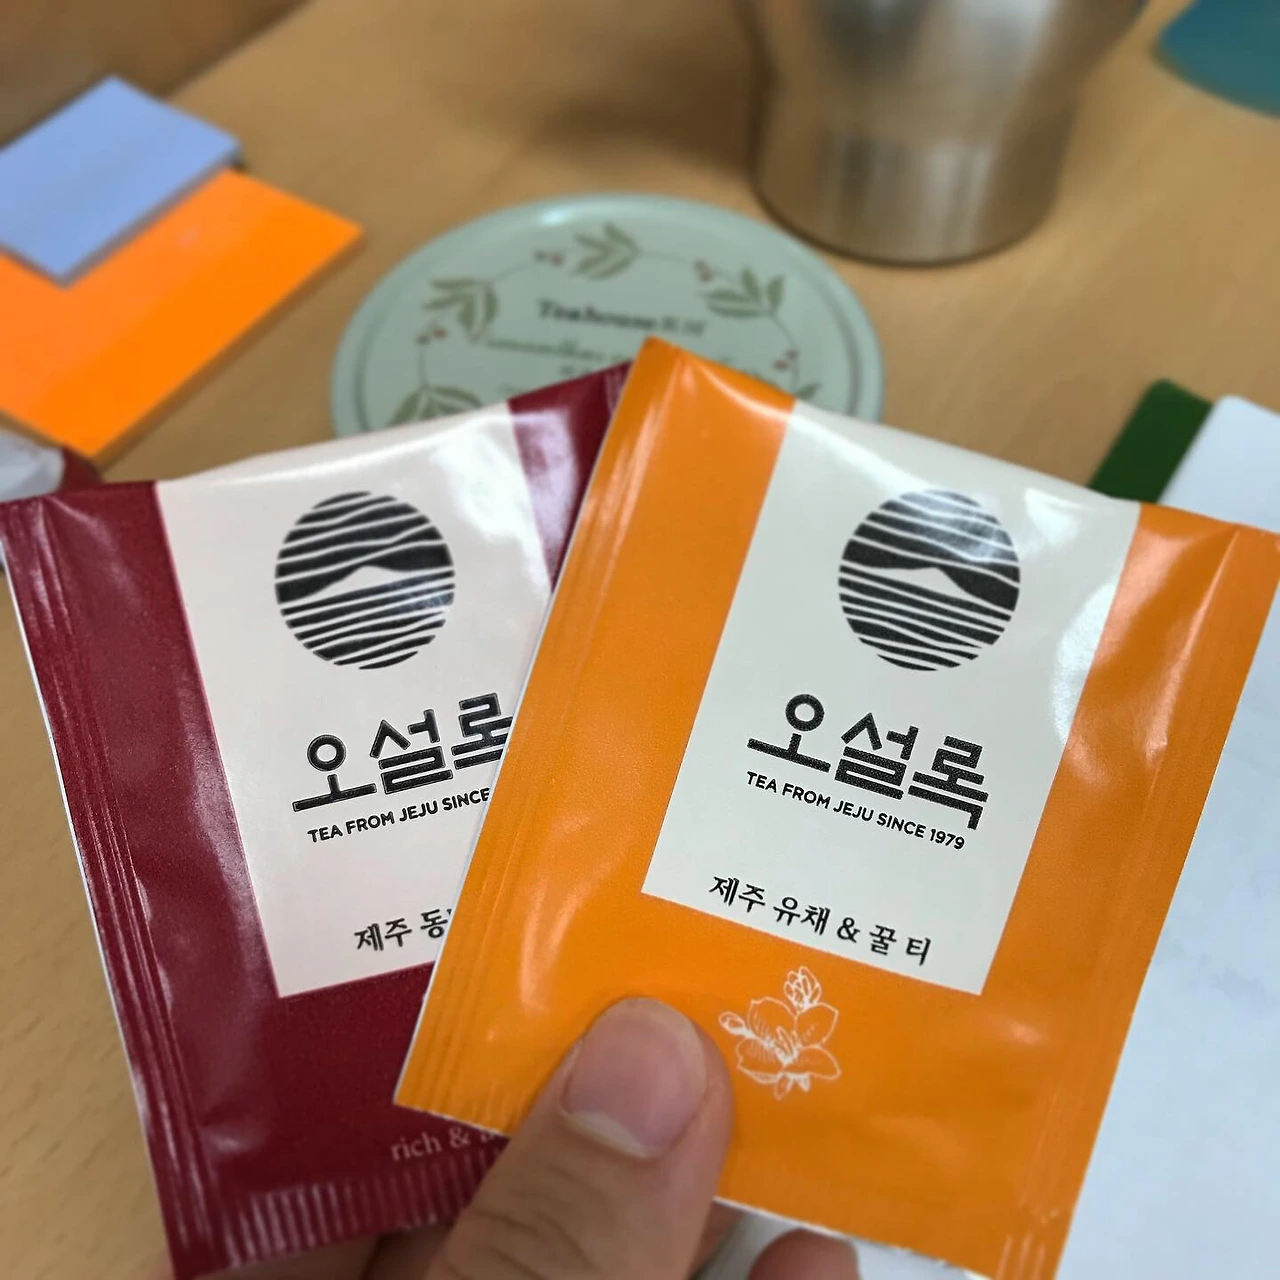 Teahouse
오설록
TEA FROM JEJU SINCE
제주
rich &
오설록
TEA FROM JEJU SINCE 1979
제주 유채 & 꿀 티